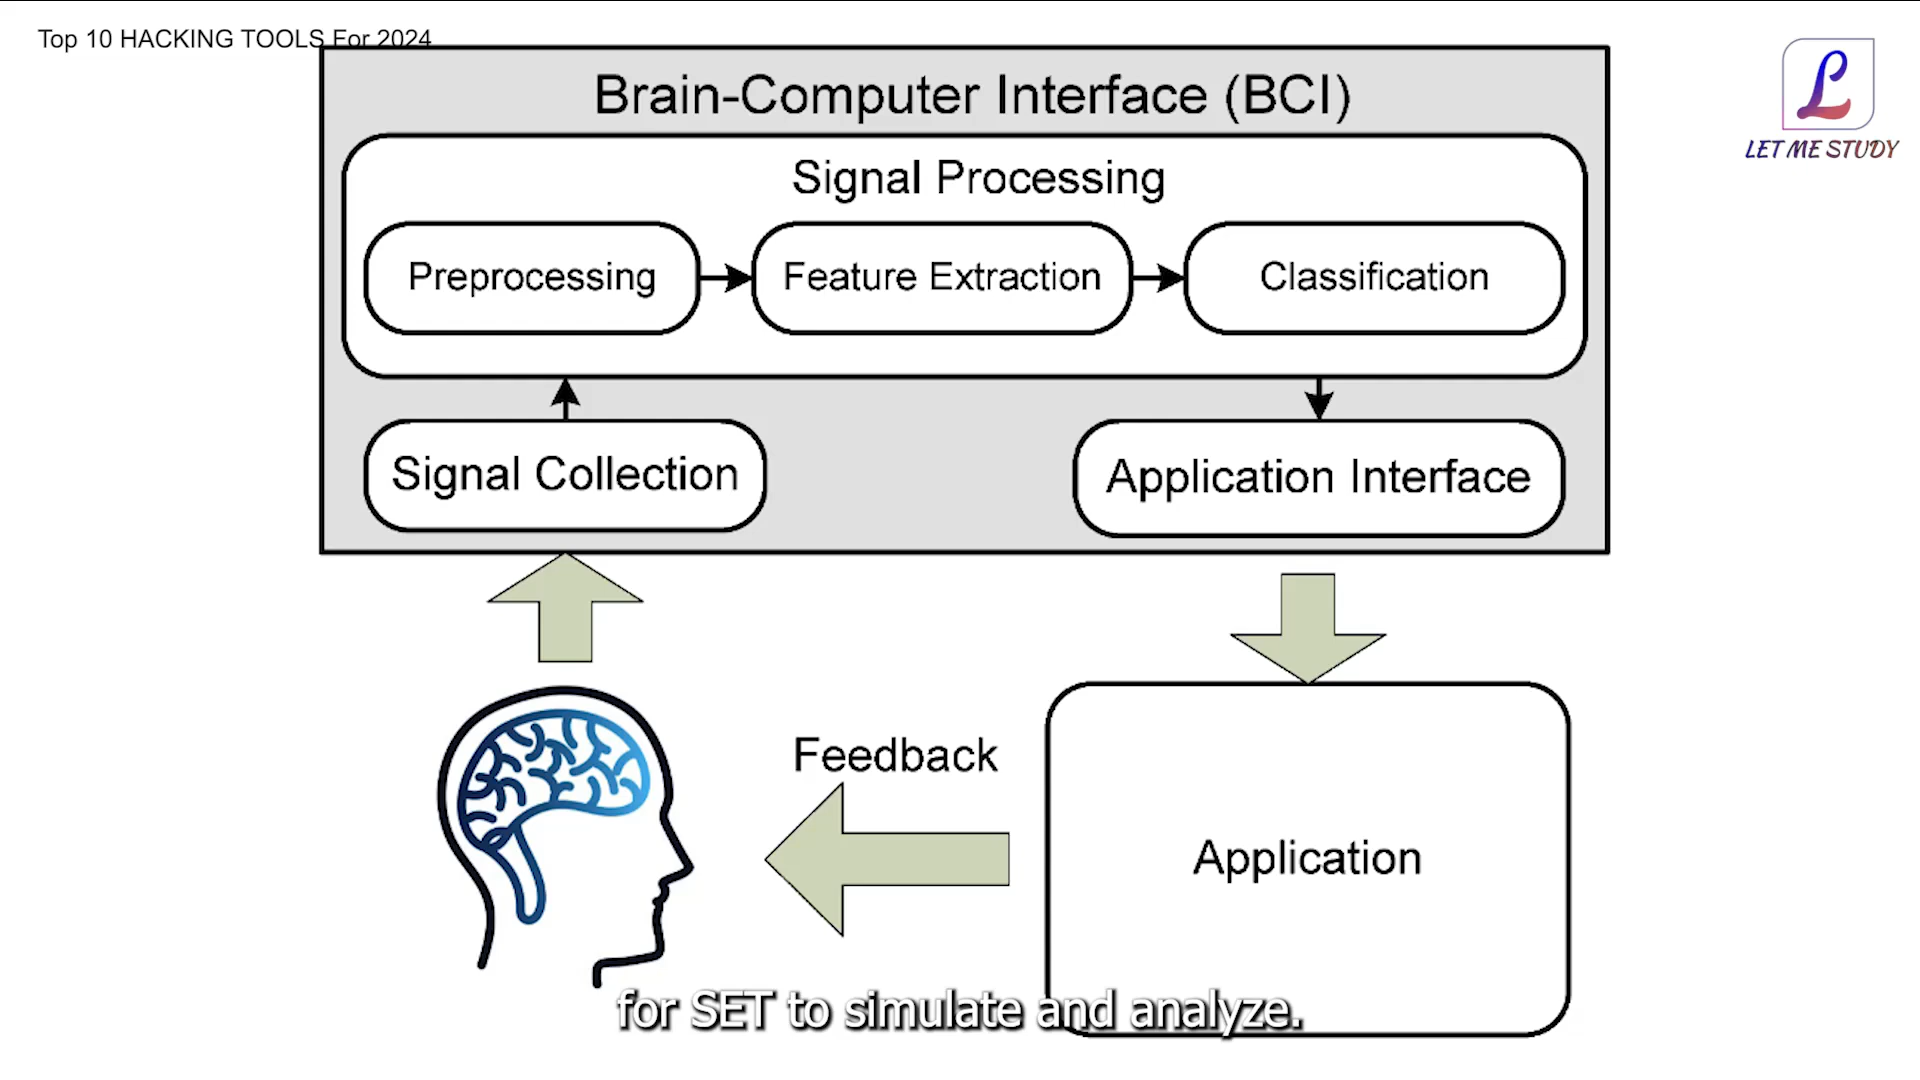 Top 10 HACKING TOOLS For 2024
L
LET ME STUDY
Brain-Computer Interface (BCI)
Signal Processing
Preprocessing
Feature Extraction
Classification
Signal Collection
Application Interface
Feedback
Application
for SET to simulate and analyze.